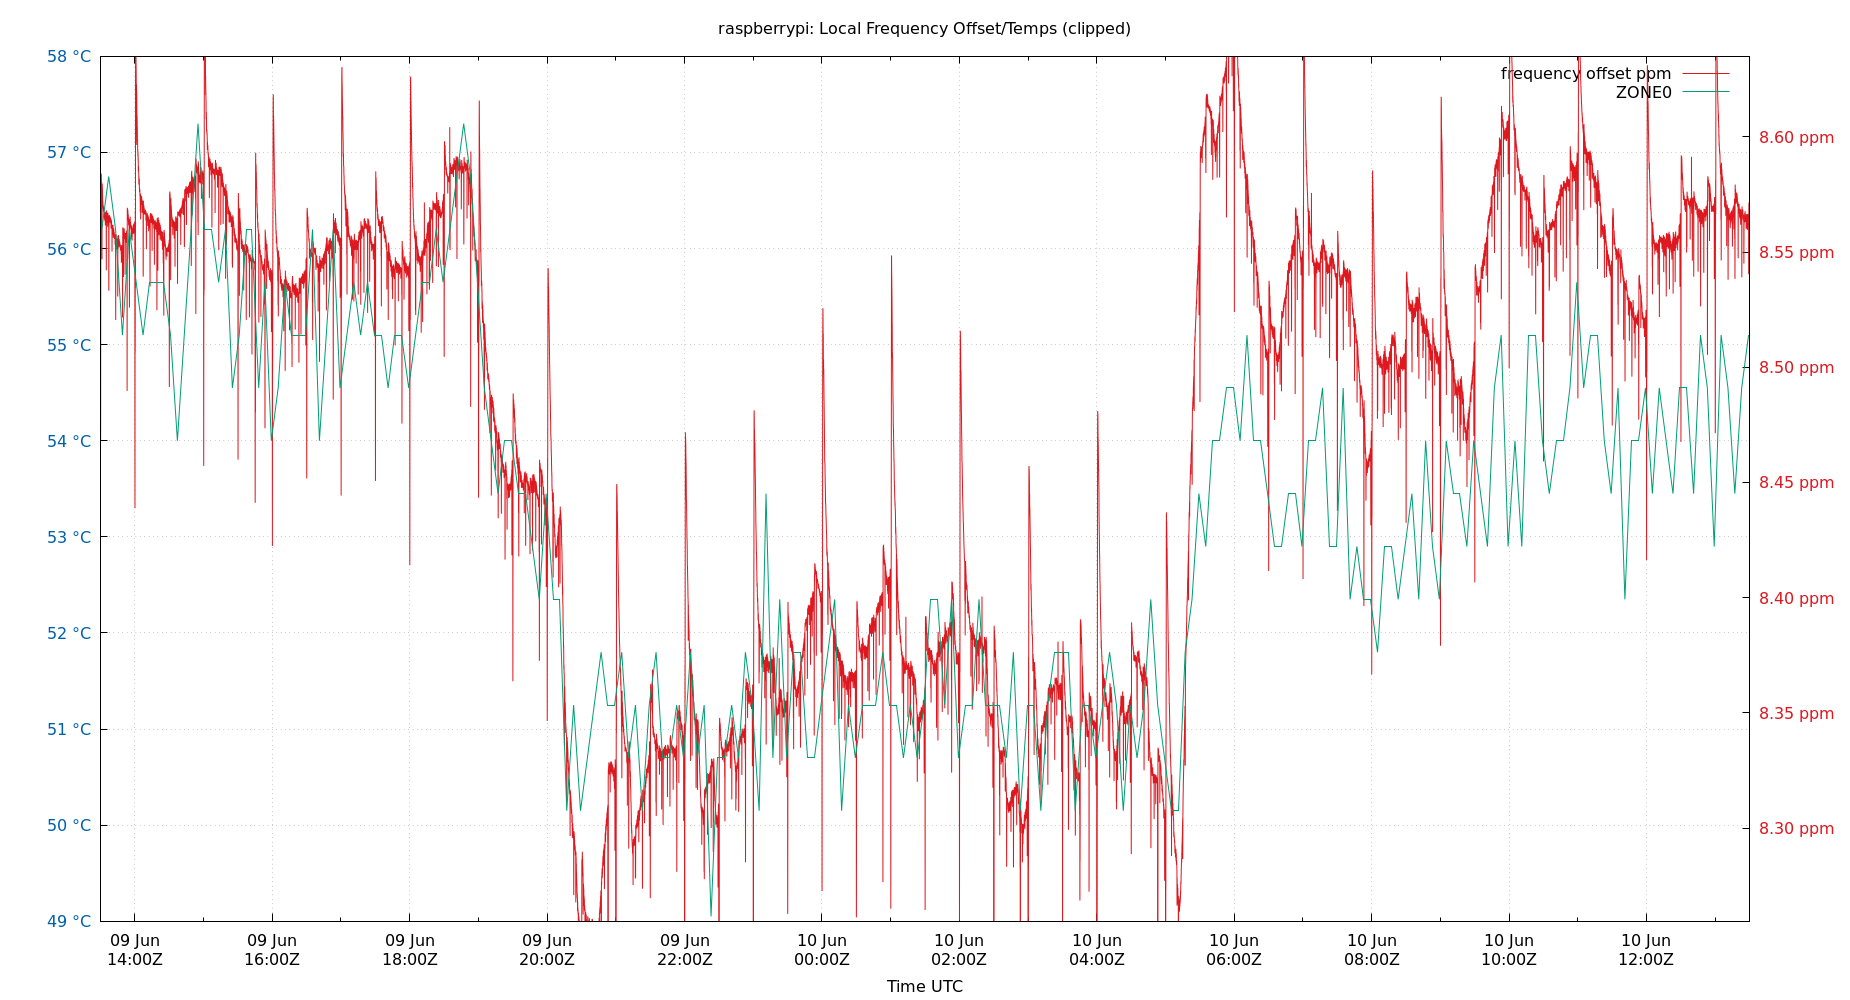 raspberrypi: Local Frequency Offset/Temps (clipped)
58 °C
57 °C
56 °C
55 °C
54 °C
53 °C
52 °C
51 °C
50 °C
49 °C
frequency offset ppm
ZONE0
8.60 ppm
8.55 ppm
8.50 ppm
8.45 ppm
8.40 ppm
8.35 ppm
8.30 ppm
09 Jun
14:00Z
09 Jun
16:00Z
09 Jun
18:00Z
09 Jun
20:00Z
09 Jun
22:00Z
10 Jun
00:00Z
10 Jun
02:00Z
10 Jun
04:00Z
10 Jun
06:00Z
10 Jun
08:00Z
10 Jun
10:00Z
10 Jun
12:00Z
Time UTC